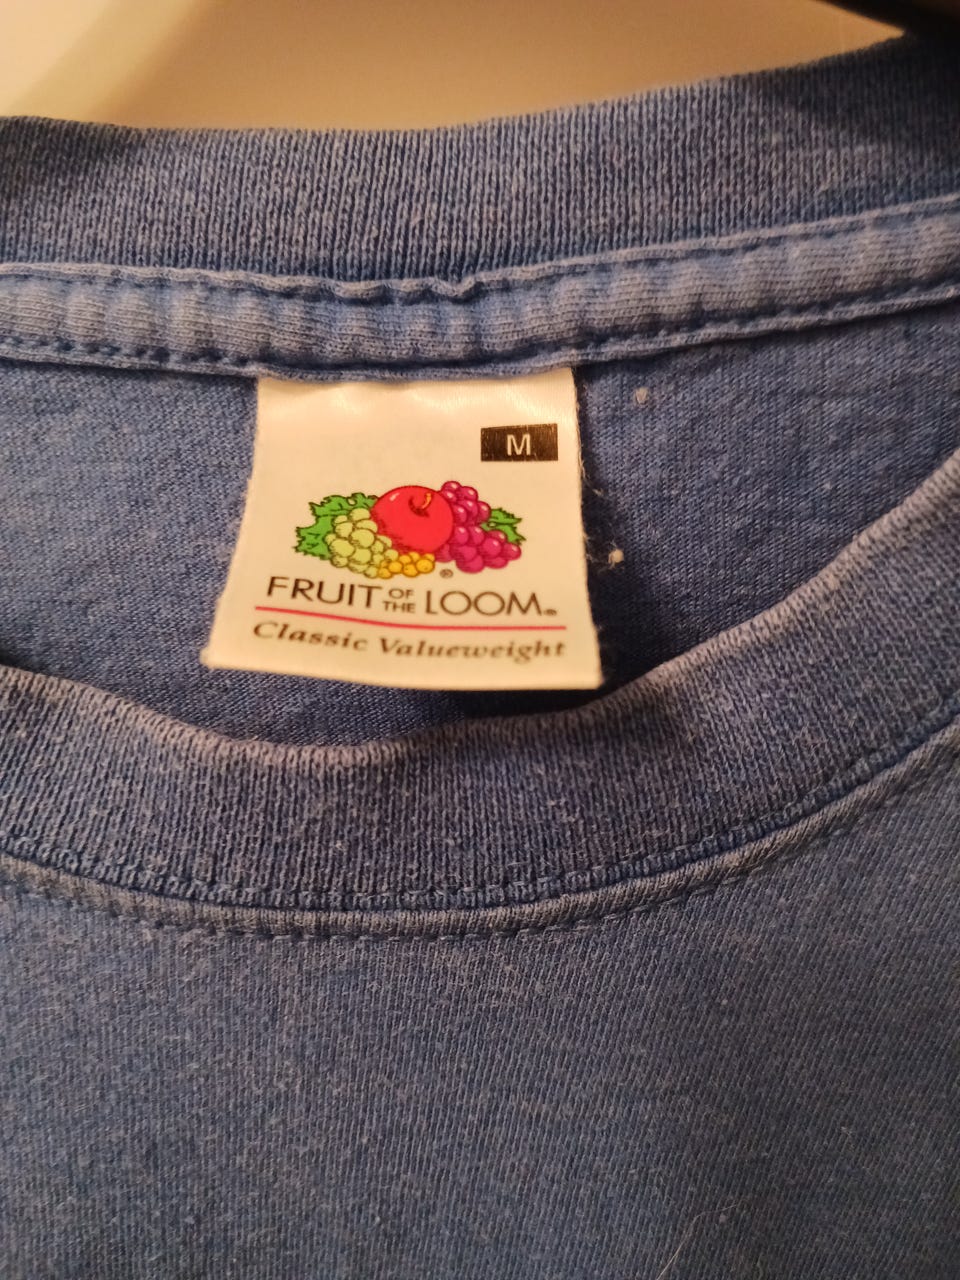 M
®
FRUIT OF THE LOOM®
Classic Valueweight